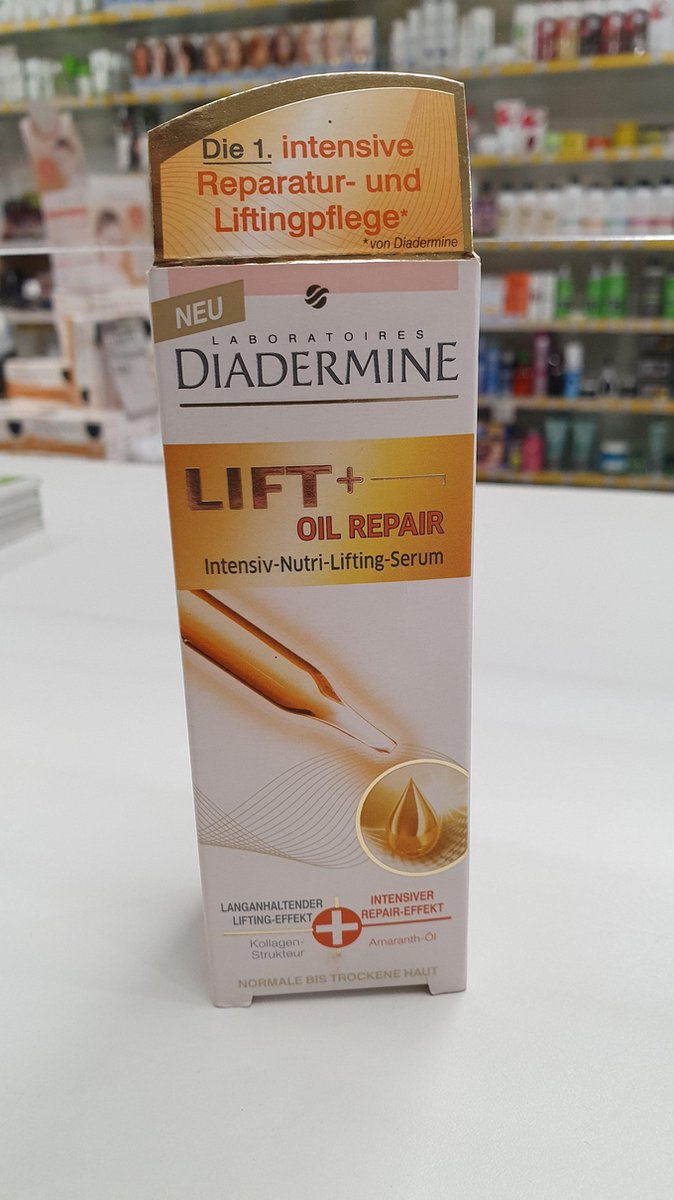 Die 1. intensive
Reparatur- und
Liftingpflege*
*von Diadermine
NEU
LABORATOIRES
DIADERMINE
LIFT+
OIL REPAIR
Intensiv-Nutri-Lifting-Serum
LANGANHALTENDER
LIFTING-EFFEKT
Kollagen-
Strukteur
INTENSIVER
REPAIR-EFFEKT
Amaranth-Öl
NORMALE BIS TROCKENE HAUT